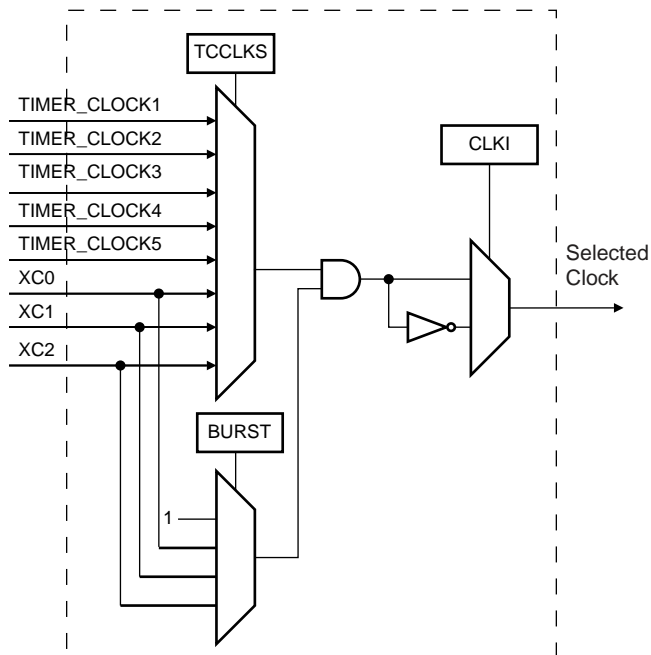 TCCLKS
TIMER_CLOCK1
TIMER_CLOCK2
TIMER_CLOCK3
TIMER_CLOCK4
TIMER_CLOCK5
XC0
XC1
XC2
CLKI
Selected
Clock
BURST
1